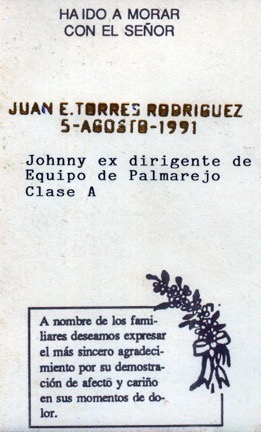 HA IDO A MORAR
CON EL SEÑOR
JUAN E. TORRES RODRIGUEZ
5-AGOSTO-1991
Johnny ex dirigente de
Equipo de Palmarejo
Clase A
A nombre de los fami-
liares deseamos expresar
el más sincero agradeci-
miento por su demostra-
ción de afecto y cariño
en sus momentos de do-
lor.